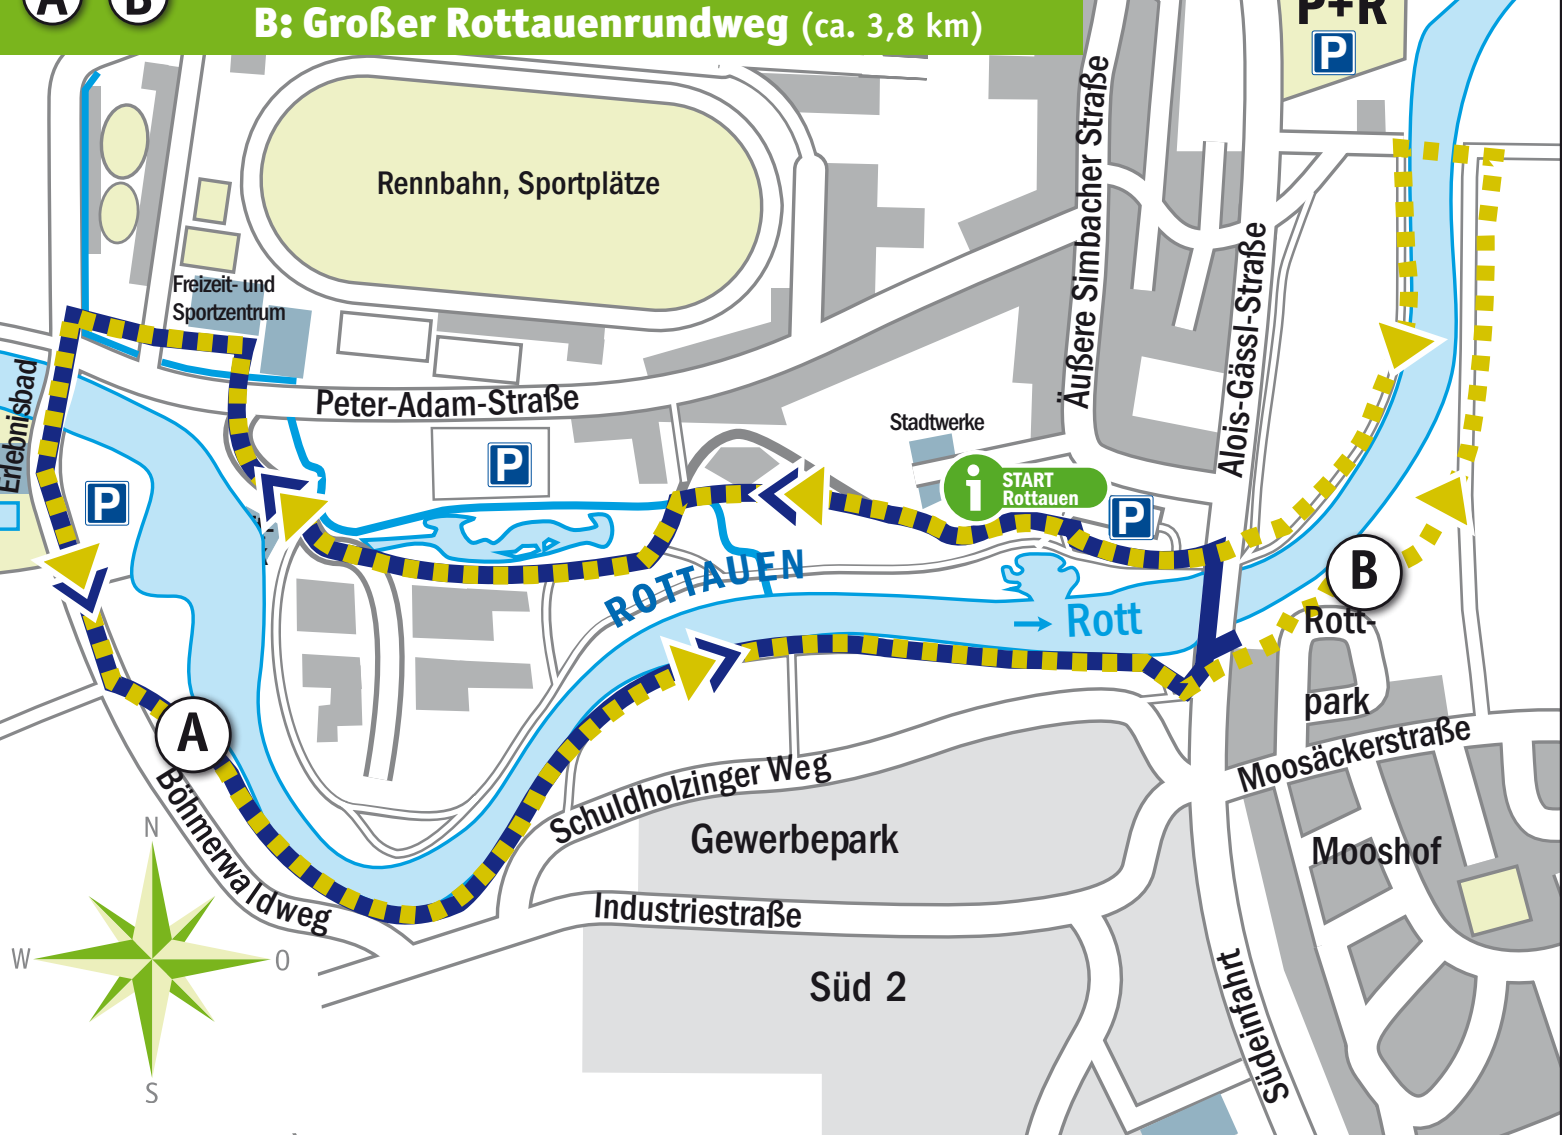 A B
B: Großer Rottauenrundweg (ca. 3,8 km)
P+R
P
Rennbahn, Sportplätze
Äußere Simbacher Straße
Alois-Gässl-Straße
Freizeit- und
Sportzentrum
Erlebnisbad
Peter-Adam-Straße
Stadtwerke
P
P
i START
Rottauen
P
ROTTAUEN
→ Rott
B
Rott-
park
A
Böhmerwaldweg
Schuldholzinger Weg
Moosäckerstraße
Gewerbepark
Mooshof
Industriestraße
Süd 2
Südeinfahrt
N
W
O
S